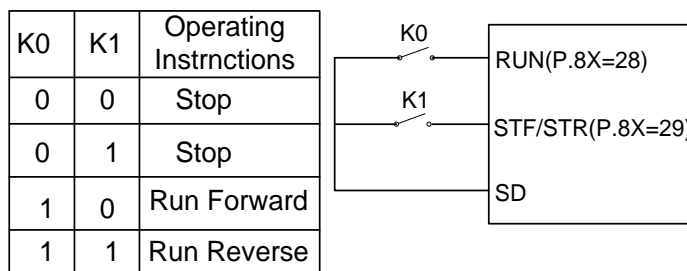 K0 K1 Operating
Instrnctions
0 0 Stop
0 1 Stop
1 0 Run Forward
1 1 Run Reverse
K0
RUN(P.8X=28)
K1
STF/STR(P.8X=29)
SD